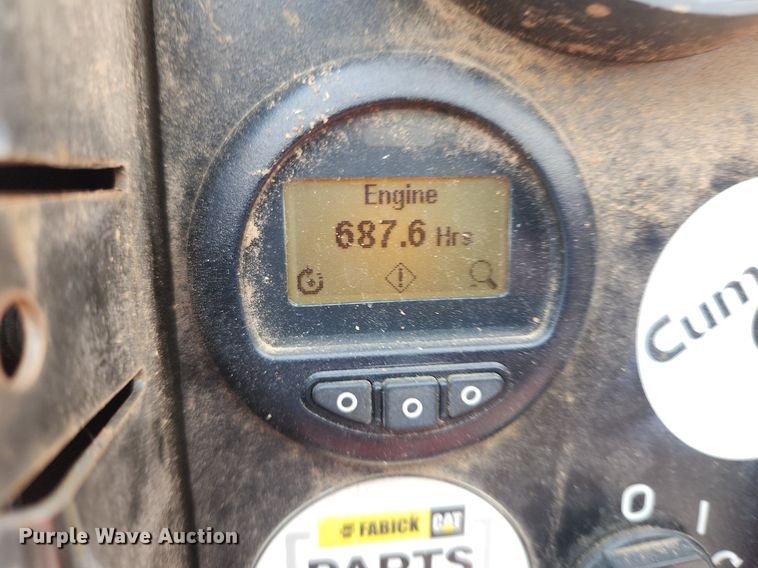 Engine
687.6 Hrs
Cum
O I
FABICK CAT
PARTS
Purple Wave Auction